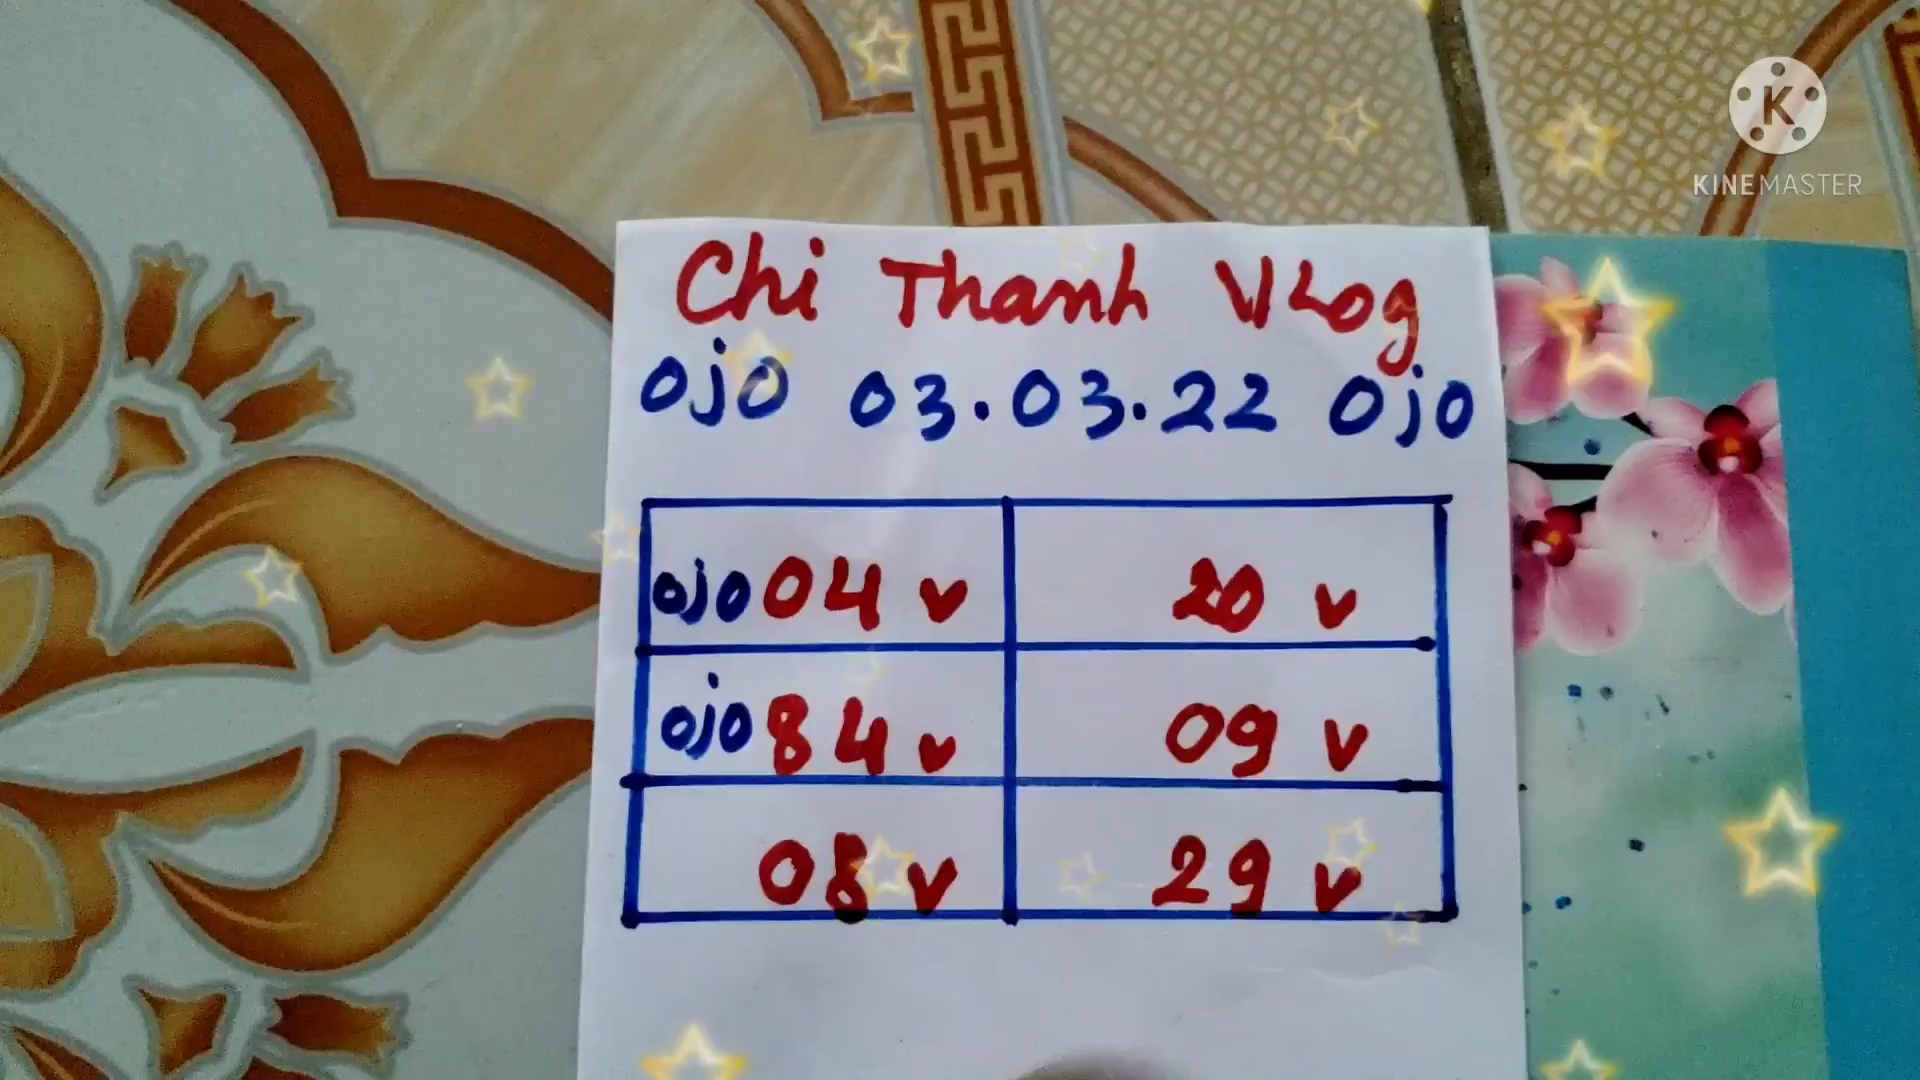 K
KINEMASTER
Chi Thanh VLog
ojo 03.03.22 ojo
ojo 04 v 20 v
ojo 84 v 09 v
08 v 29 v